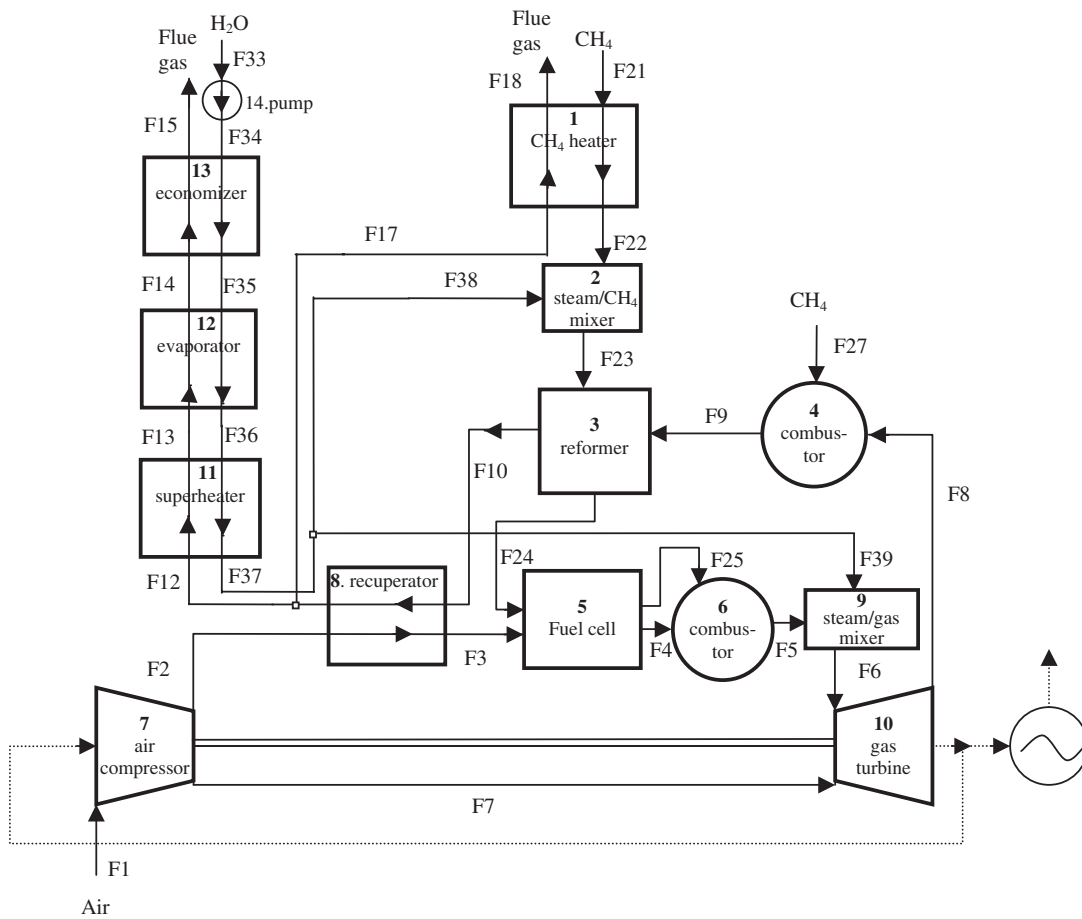 H₂O
Flue
gas
F33
14.pump
F15
F34
13
economizer
F14
F35
12
evaporator
F13
F36
11
superheater
F12
F37
Flue
gas
CH₄
F18
F21
1
CH₄ heater
F17
F22
F38
2
steam/CH₄
mixer
F23
CH₄
F27
3
reformer
F9
4
combus-
tor
F10
F8
F24
F25
F39
8. recuperator
5
Fuel cell
6
combus-
tor
9
steam/gas
mixer
F2
F3
F4
F5
F6
7
air
compressor
10
gas
turbine
F7
F1
Air